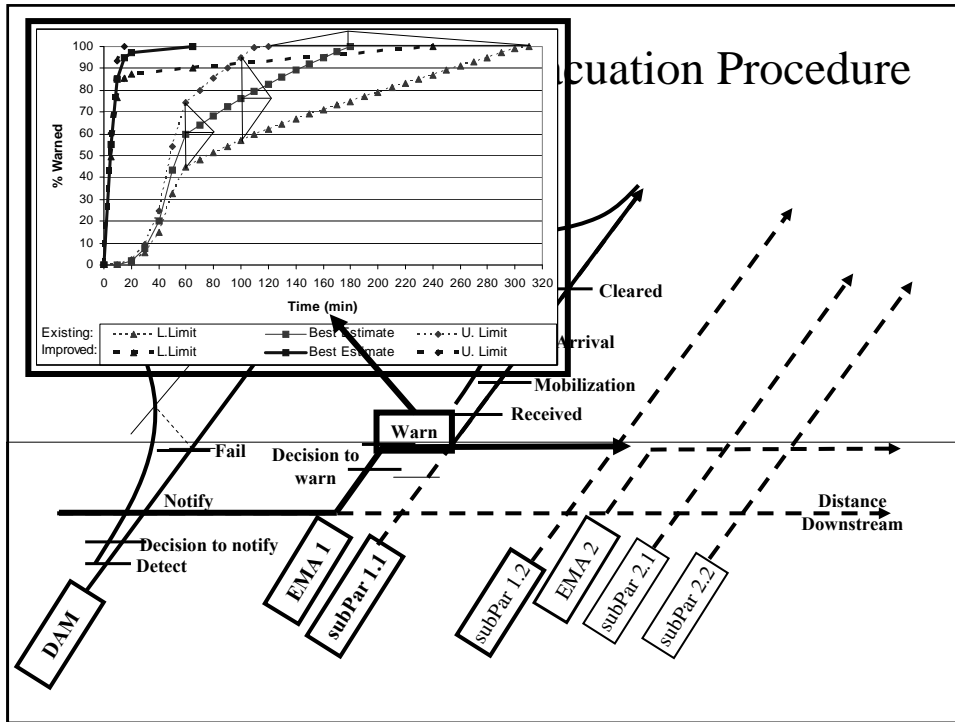 acuation Procedure
% Warned
100
90
80
70
60
50
40
30
20
10
0
0 20 40 60 80 100 120 140 160 180 200 220 240 260 280 300 320
Time (min)
Existing: L.Limit Best Estimate U. Limit
Improved: L.Limit Best Estimate U. Limit
Cleared
Arrival
Mobilization
Received
Warn
Decision to
warn
Fail
Notify
Distance
Downstream
Decision to notify
Detect
DAM
EMA 1
subPar 1.1
subPar 1.2
EMA 2
subPar 2.1
subPar 2.2